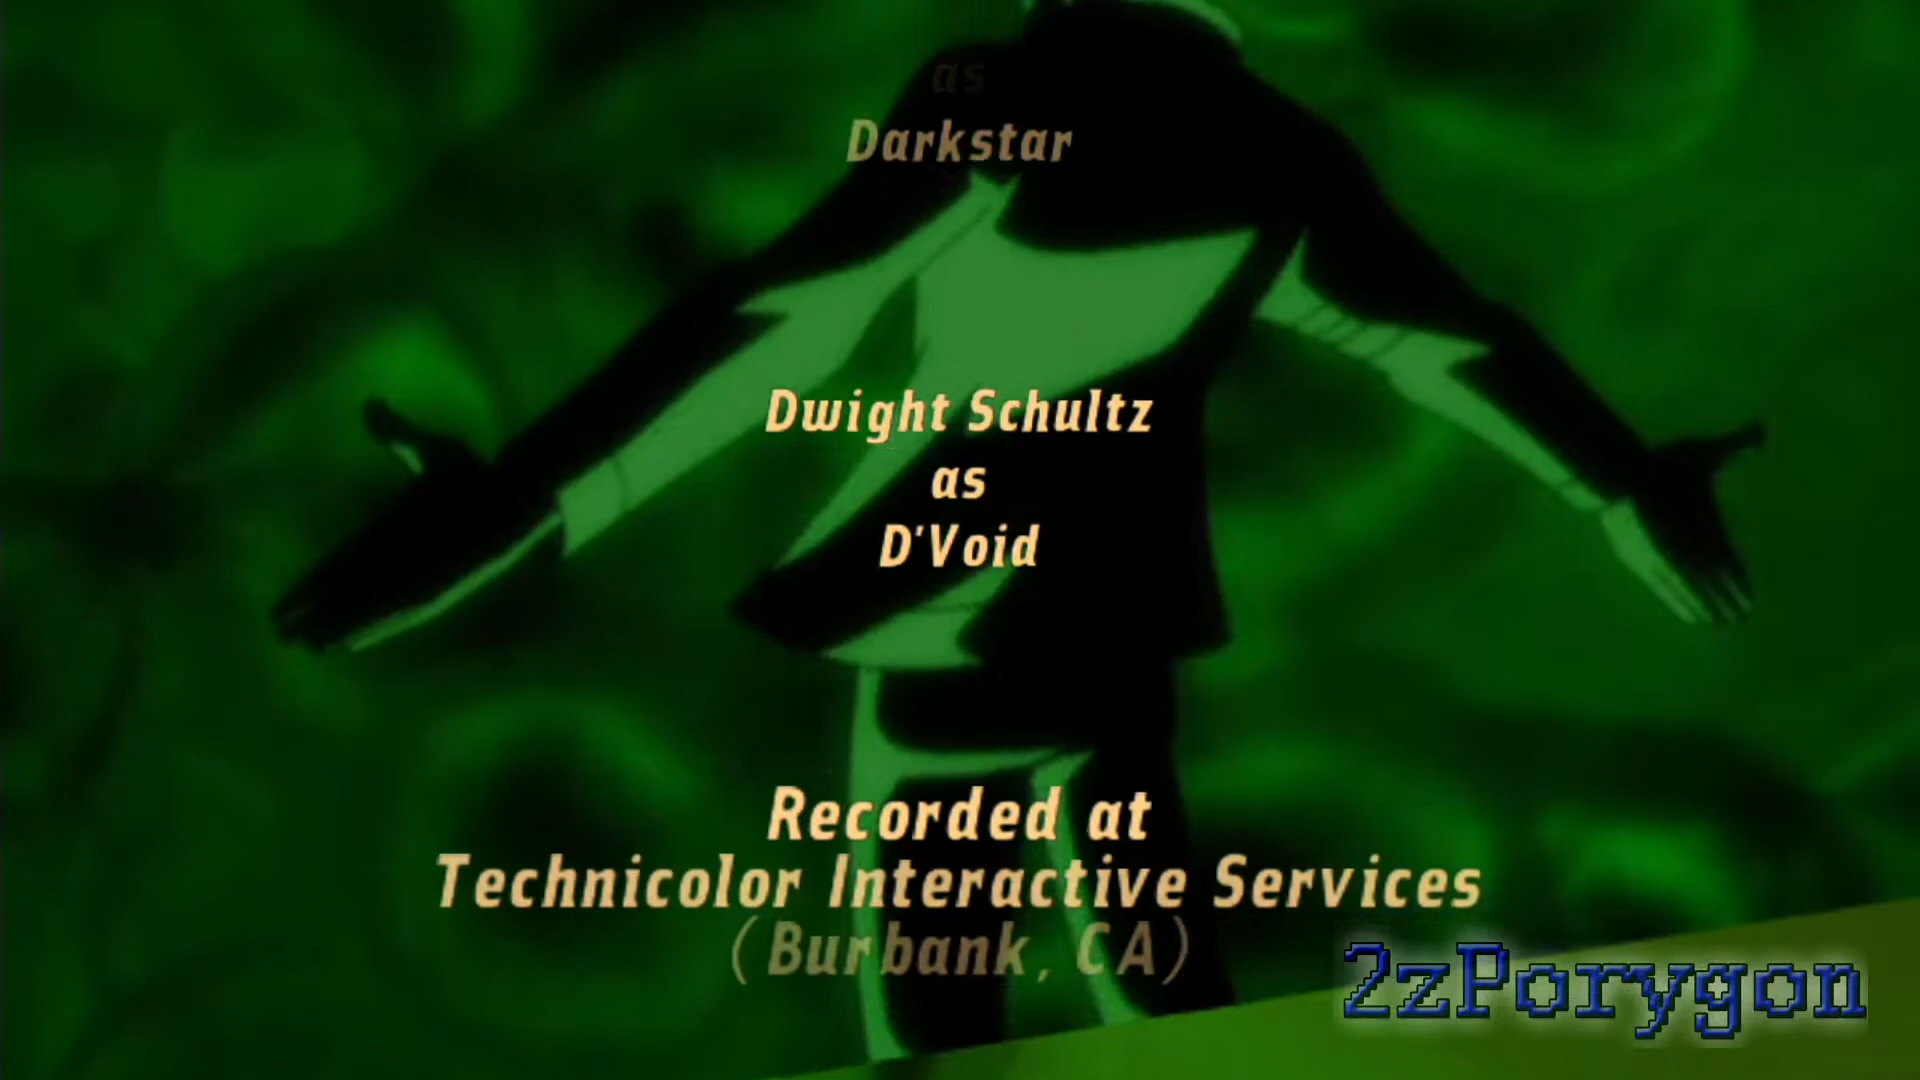 as
Darkstar
Dwight Schultz
as
D'Void
Recorded at
Technicolor Interactive Services
(Burbank, CA)
2zPorygon